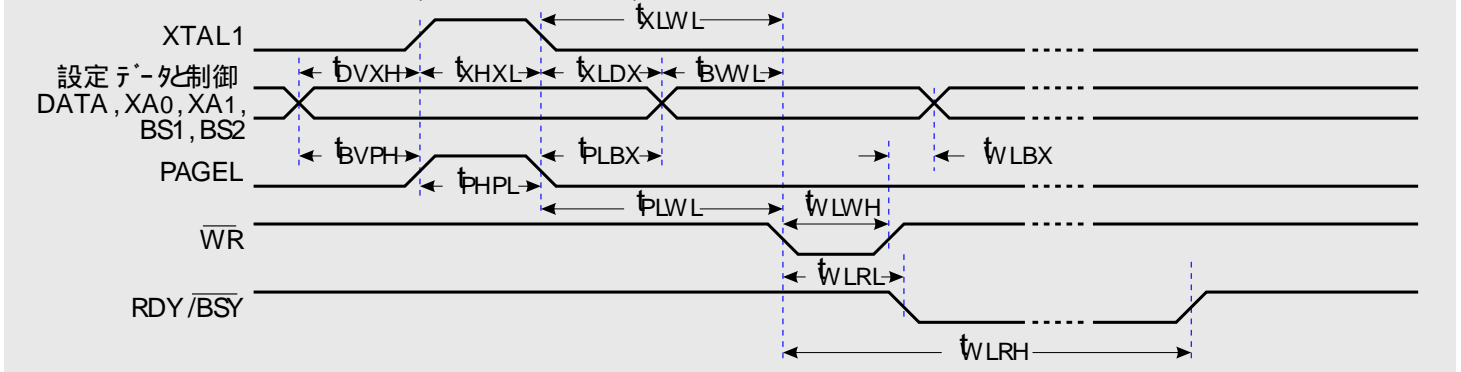 tXLWL
XTAL1
設定データと制御
tDVXH tXHXL tXLDX tBVWL
DATA, XA0, XA1,
BS1, BS2
tBVPH tPLBX tWLBX
PAGEL
tPHPL
tPLWL tWLWH
WR
tWLRL
RDY/BSY
tWLRH